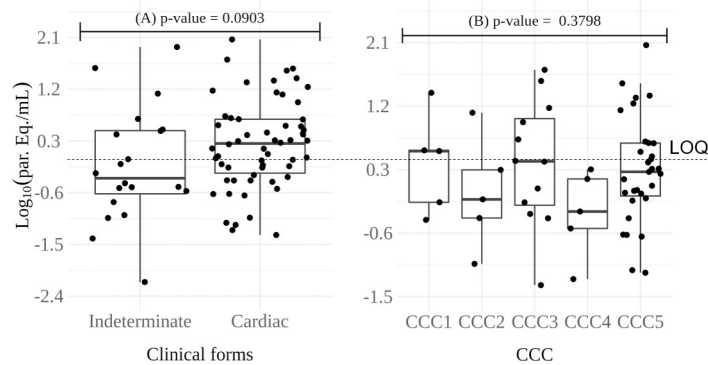 (A) p-value = 0.0903
(B) p-value = 0.3798
Log10(par. Eq./mL)
2.1
1.2
0.3
-0.6
-1.5
-2.4
Indeterminate
Cardiac
Clinical forms
2.1
1.2
0.3
-0.6
-1.5
LOQ
CCC1
CCC2
CCC3
CCC4
CCC5
CCC